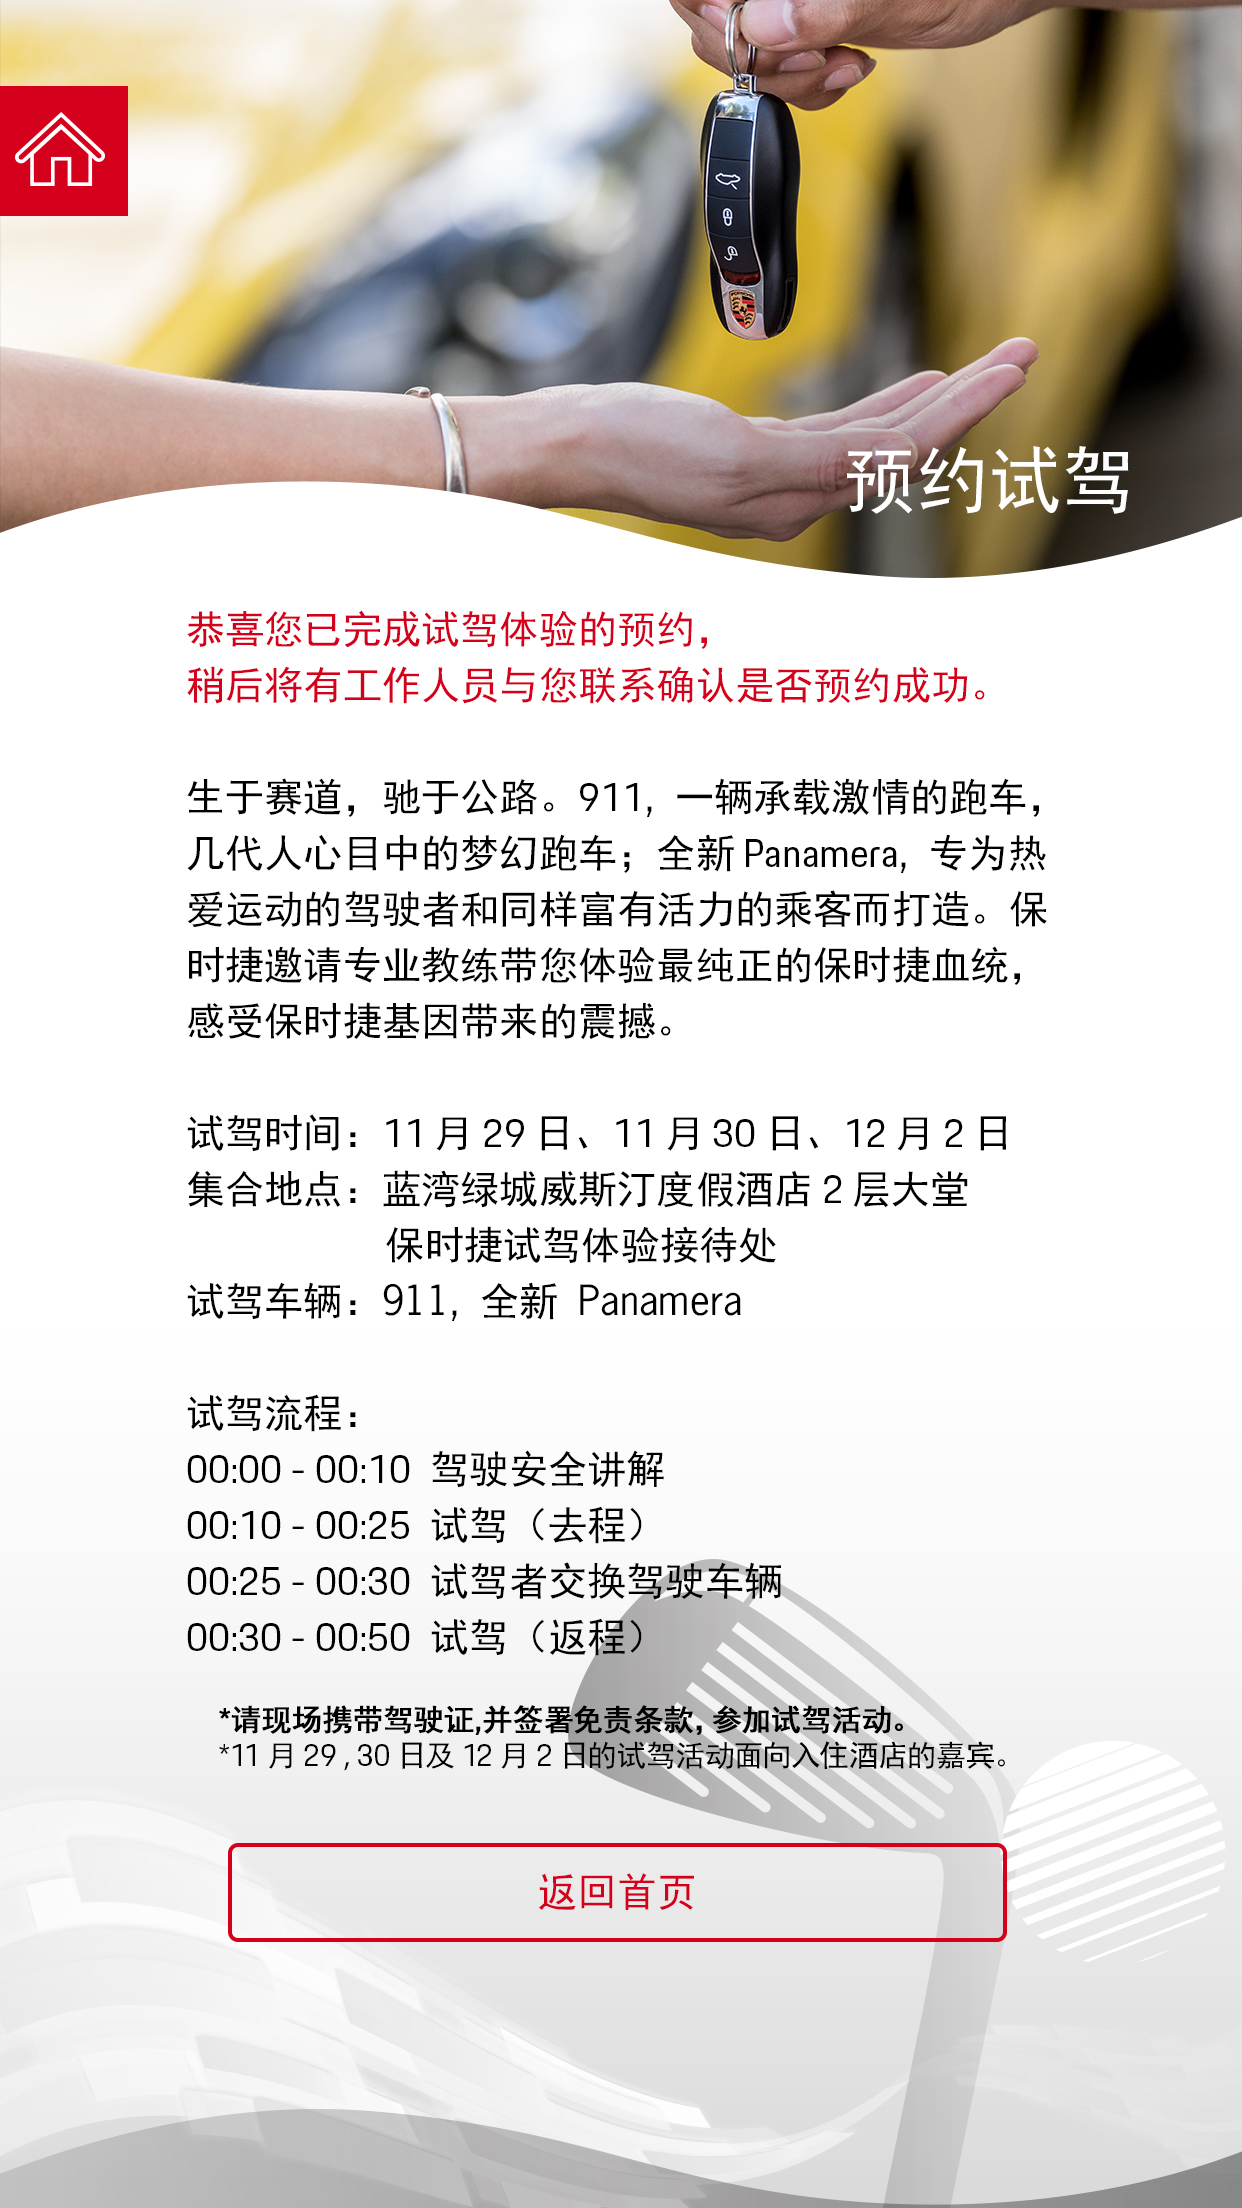 预约试驾
恭喜您已完成试驾体验的预约，
稍后将有工作人员与您联系确认是否预约成功。
生于赛道，驰于公路。911，一辆承载激情的跑车，
几代人心目中的梦幻跑车；全新 Panamera，专为热
爱运动的驾驶者和同样富有活力的乘客而打造。保
时捷邀请专业教练带您体验最纯正的保时捷血统，
感受保时捷基因带来的震撼。
试驾时间：11 月 29 日、11 月 30 日、12 月 2 日
集合地点：蓝湾绿城威斯汀度假酒店 2 层大堂
保时捷试驾体验接待处
试驾车辆：911，全新 Panamera
试驾流程：
00:00 - 00:10 驾驶安全讲解
00:10 - 00:25 试驾（去程）
00:25 - 00:30 试驾者交换驾驶车辆
00:30 - 00:50 试驾（返程）
*请现场携带驾驶证,并签署免责条款，参加试驾活动。
*11 月 29 , 30 日及 12 月 2 日的试驾活动面向入住酒店的嘉宾。
返回首页